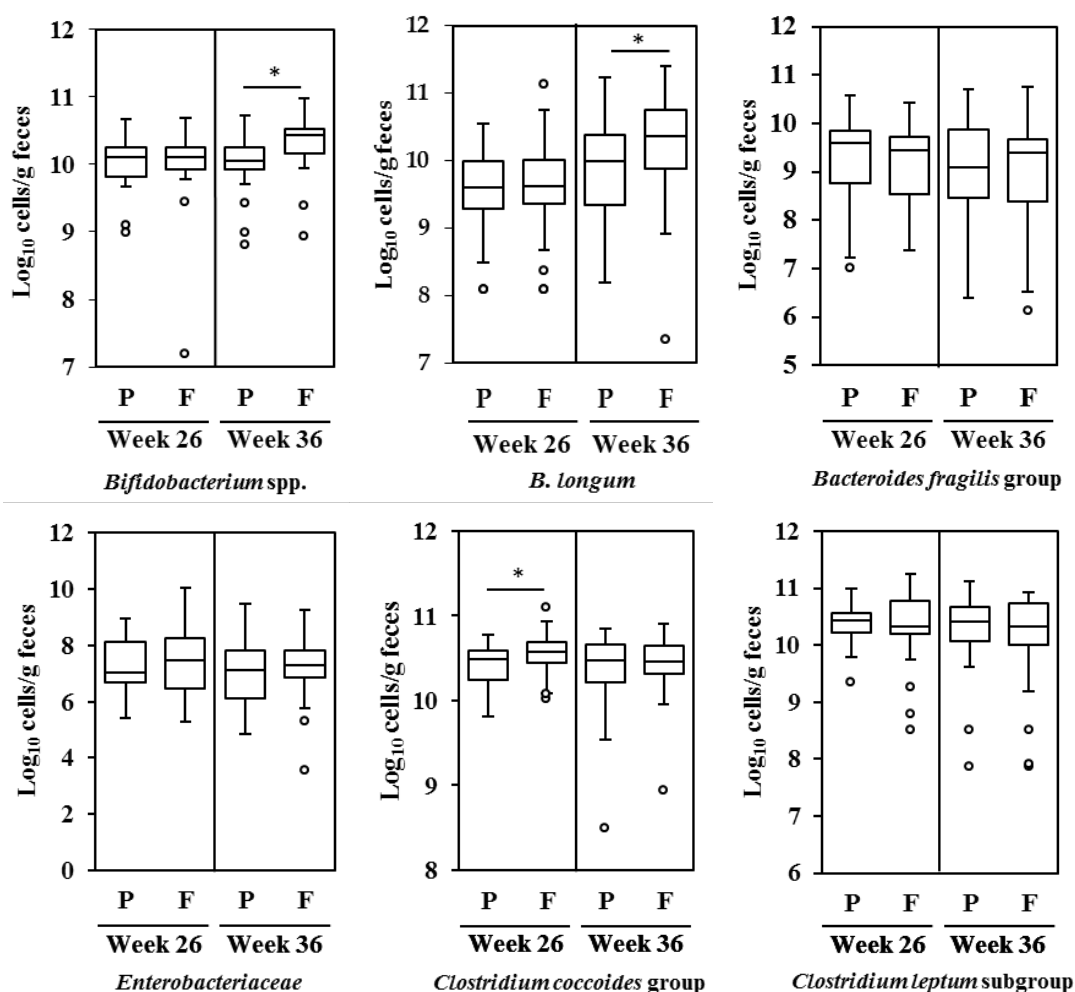 12
11
10
9
8
7
Log10 cells/g feces
*
P F P F
Week 26 Week 36
Bifidobacterium spp.
12
11
10
9
8
7
Log10 cells/g feces
*
P F P F
Week 26 Week 36
B. longum
12
11
10
9
8
7
6
5
Log10 cells/g feces
P F P F
Week 26 Week 36
Bacteroides fragilis group
12
10
8
6
4
2
0
Log10 cells/g feces
P F P F
Week 26 Week 36
Enterobacteriaceae
12
11
10
9
8
Log10 cells/g feces
*
P F P F
Week 26 Week 36
Clostridium coccoides group
12
11
10
9
8
7
6
Log10 cells/g feces
P F P F
Week 26 Week 36
Clostridium leptum subgroup